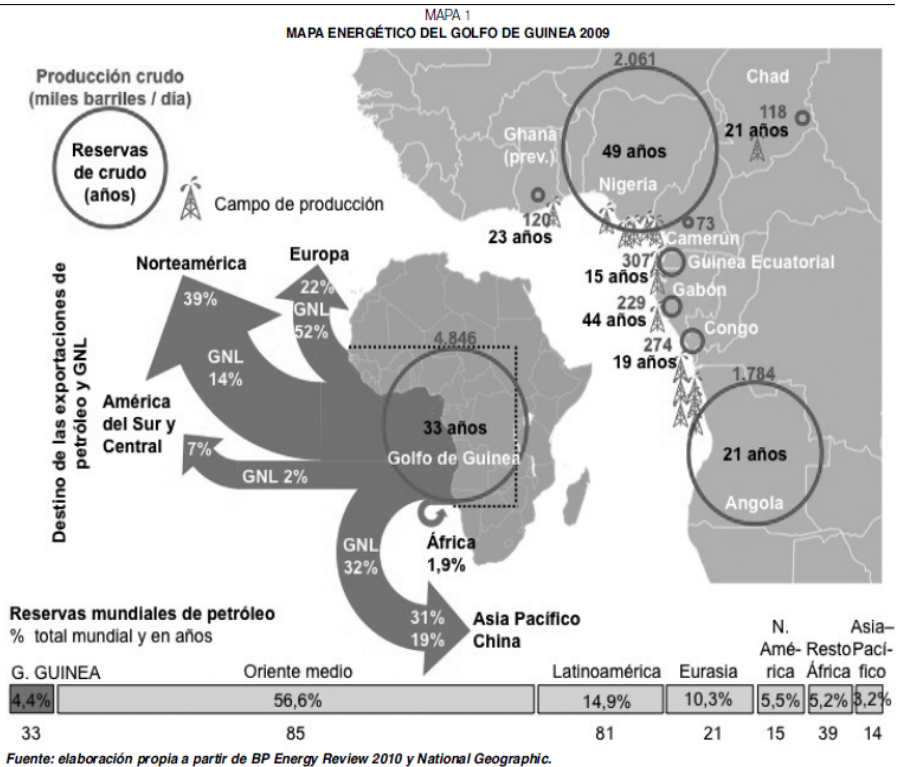 MAPA 1
MAPA ENERGÉTICO DEL GOLFO DE GUINEA 2009
Producción crudo
(miles barriles / día)
Reservas
de crudo
(años)
Campo de producción
2.061
Chad
118
21 años
Ghana
(prev.)
49 años
Nigeria
120
23 años
73
Camerún
307
Guinea Ecuatorial
15 años
Gabón
229
44 años
Congo
274
19 años
1.784
21 años
Angola
Destino de las exportaciones de
petróleo y GNL
Norteamérica
39%
GNL
14%
Europa
22%
GNL
52%
América
del Sur y
Central
7%
GNL 2%
4.846
33 años
Golfo de Guinea
África
1,9%
GNL
32%
31%
19%
Asia Pacífico
China
Reservas mundiales de petróleo
% total mundial y en años
G. GUINEA
Oriente medio
Latinoamérica
Eurasia
N.
Amé-
rica
Resto
África
Asia–
Pací-
fico
4,4%
56,6%
14,9%
10,3%
5,5%
5,2%
3,2%
33
85
81
21
15
39
14
Fuente: elaboración propia a partir de BP Energy Review 2010 y National Geographic.